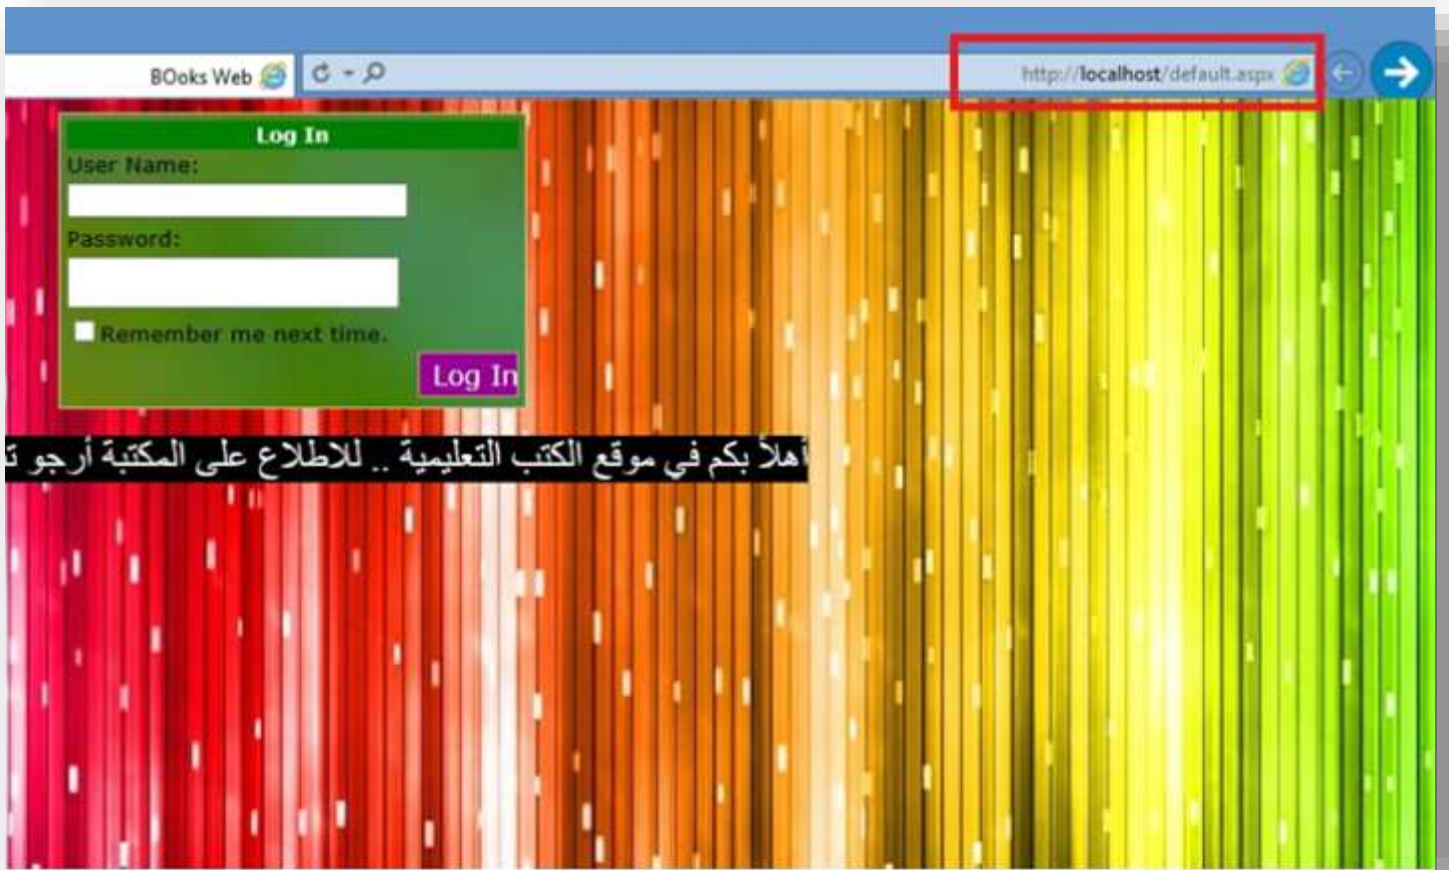 BOoks Web
http://localhost/default.aspx
Log In
User Name:
Password:
Remember me next time.
Log In
أهلاً بكم في موقع الكتب التعليمية .. للاطلاع على المكتبة أرجو